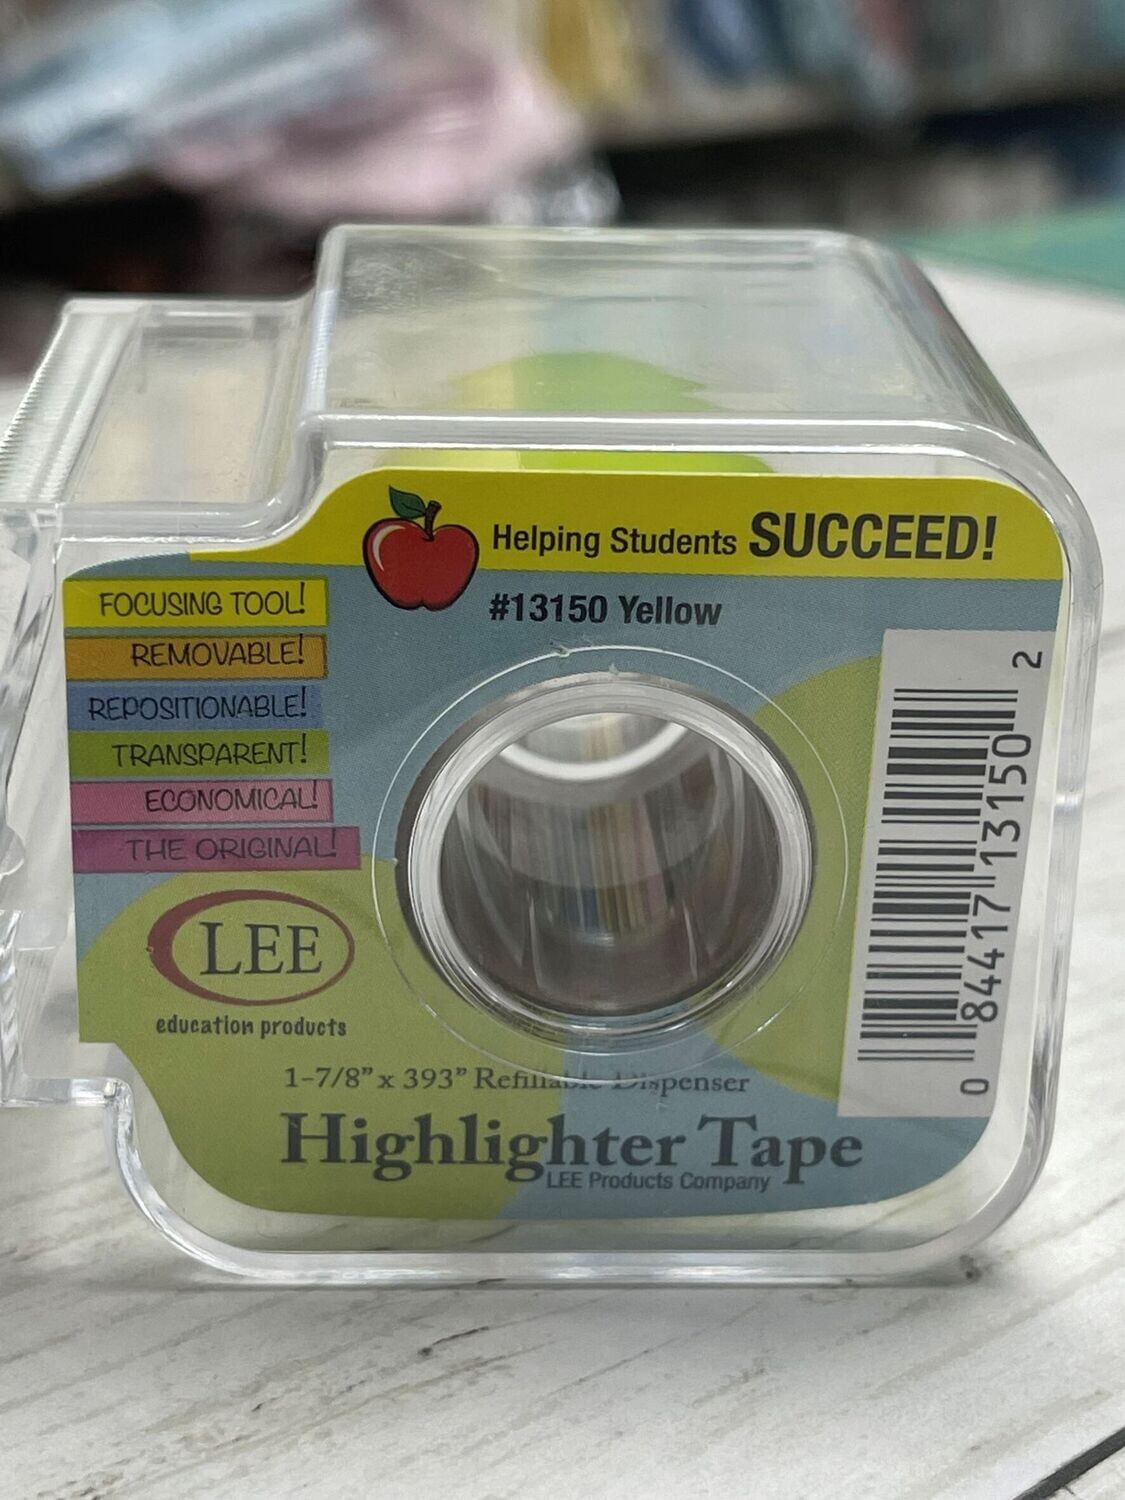 Helping Students SUCCEED!
#13150 Yellow
FOCUSING TOOL!
REMOVABLE!
REPOSITIONABLE!
TRANSPARENT!
ECONOMICAL!
THE ORIGINAL!
LEE
education products
1-7/8" x 393" Refillable Dispenser
Highlighter Tape
LEE Products Company
0 84417 13150 2